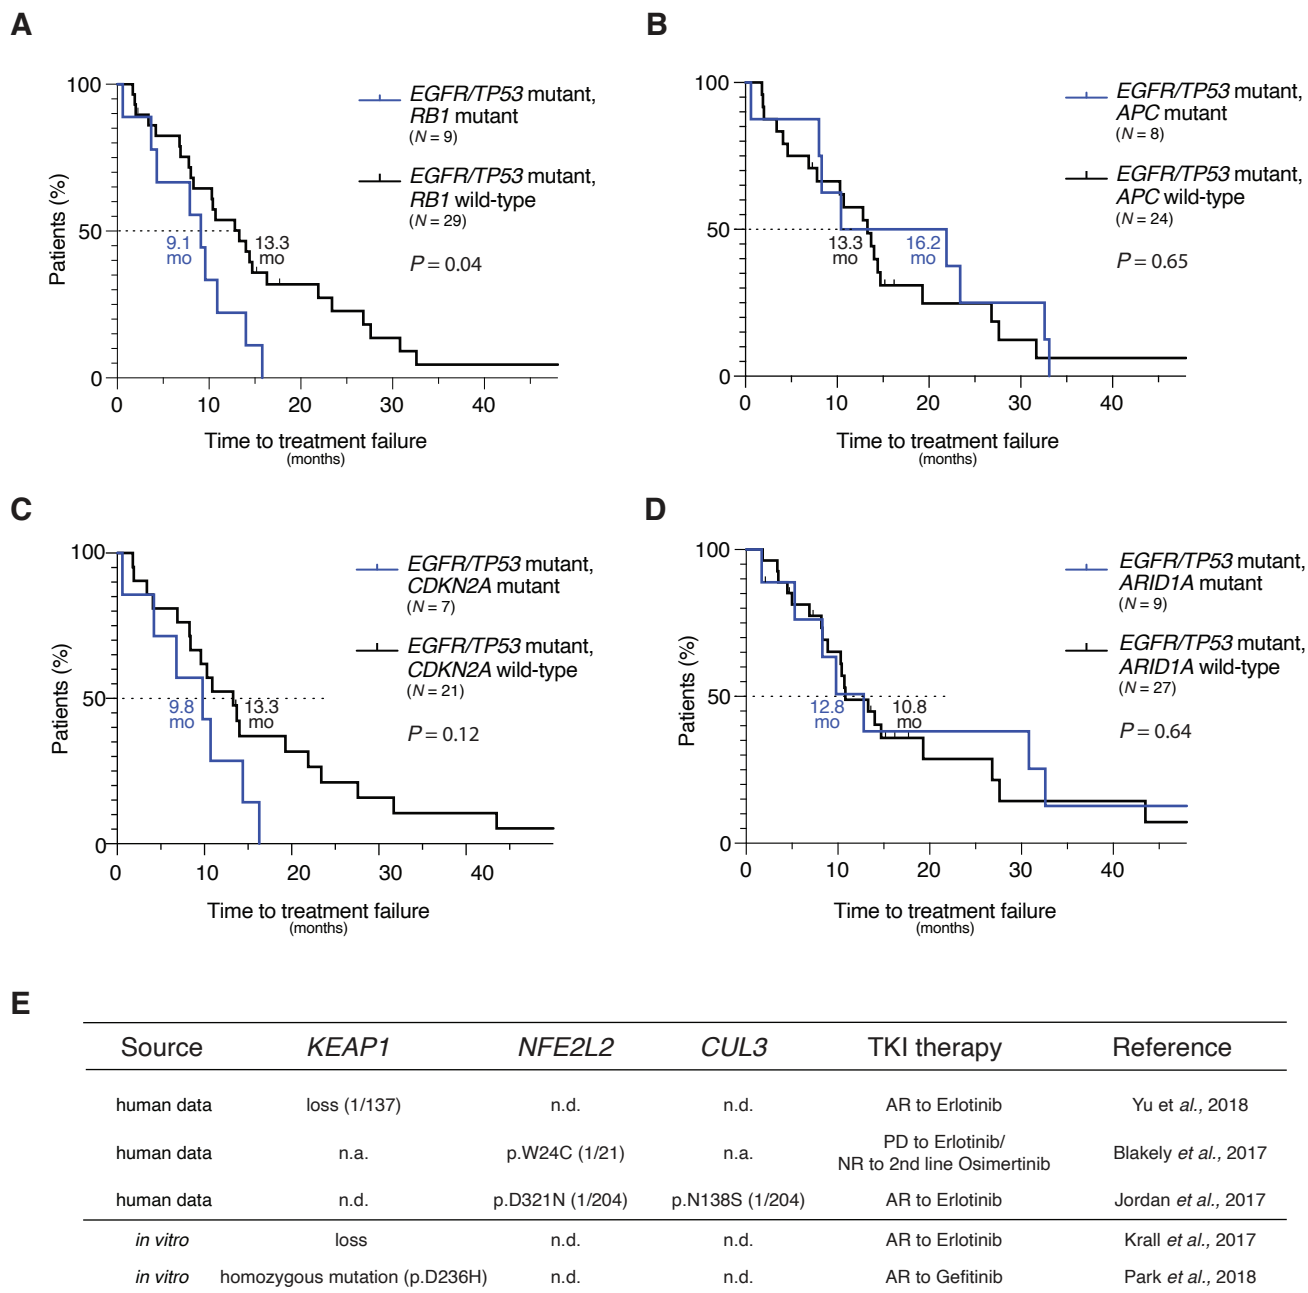 A
100
50
0
Patients (%)
9.1
mo
13.3
mo
EGFR/TP53 mutant,
RB1 mutant
(N = 9)
EGFR/TP53 mutant,
RB1 wild-type
(N = 29)
P = 0.04
0 10 20 30 40
Time to treatment failure
(months)
B
100
50
0
Patients (%)
13.3
mo
16.2
mo
EGFR/TP53 mutant,
APC mutant
(N = 8)
EGFR/TP53 mutant,
APC wild-type
(N = 24)
P = 0.65
0 10 20 30 40
Time to treatment failure
(months)
C
100
50
0
Patients (%)
9.8
mo
13.3
mo
EGFR/TP53 mutant,
CDKN2A mutant
(N = 7)
EGFR/TP53 mutant,
CDKN2A wild-type
(N = 21)
P = 0.12
0 10 20 30 40
Time to treatment failure
(months)
D
100
50
0
Patients (%)
12.8
mo
10.8
mo
EGFR/TP53 mutant,
ARID1A mutant
(N = 9)
EGFR/TP53 mutant,
ARID1A wild-type
(N = 27)
P = 0.64
0 10 20 30 40
Time to treatment failure
(months)
E
Source KEAP1 NFE2L2 CUL3 TKI therapy Reference
human data loss (1/137) n.d. n.d. AR to Erlotinib Yu et al., 2018
human data n.a. p.W24C (1/21) n.a. PD to Erlotinib/ Blakely et al., 2017
NR to 2nd line Osimertinib
human data n.d. p.D321N (1/204) p.N138S (1/204) AR to Erlotinib Jordan et al., 2017
in vitro loss n.d. n.d. AR to Erlotinib Krall et al., 2017
in vitro homozygous mutation (p.D236H) n.d. n.d. AR to Gefitinib Park et al., 2018